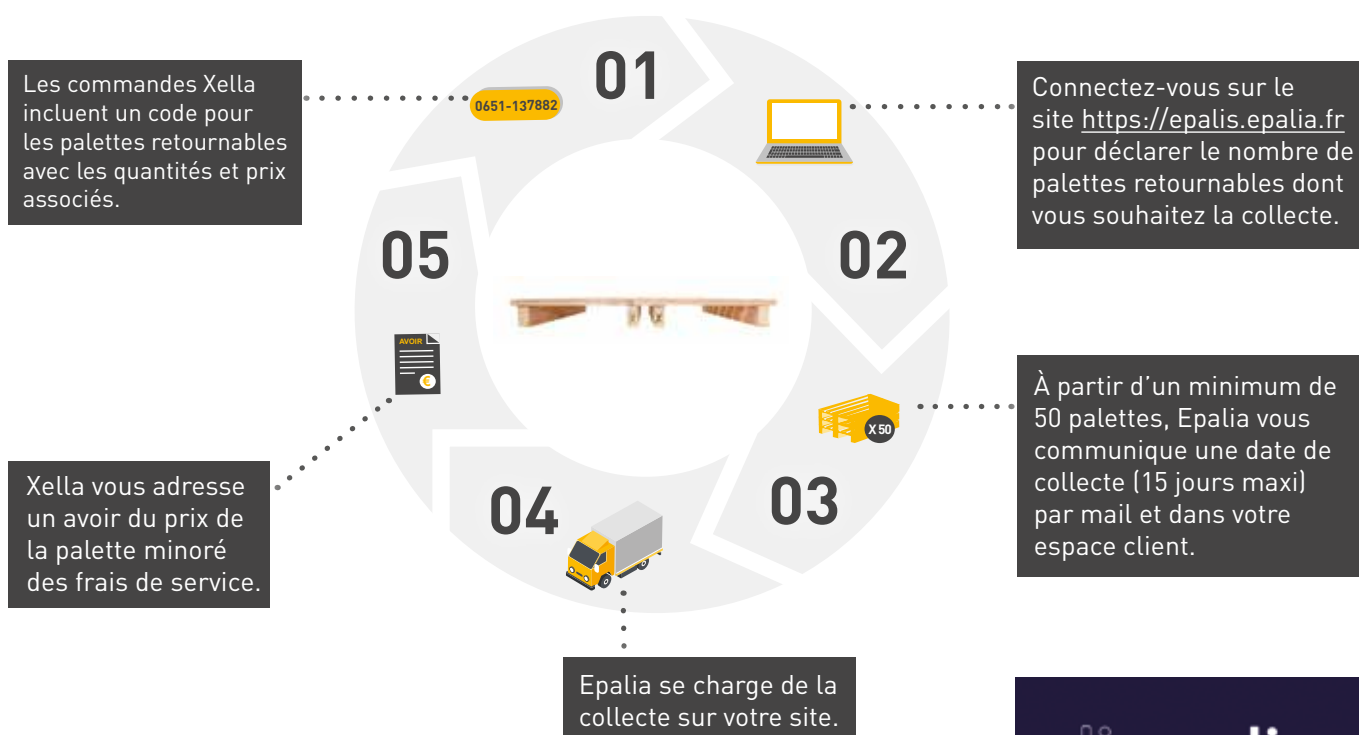 01
0651-137882
Les commandes Xella
incluent un code pour
les palettes retournables
avec les quantités et prix
associés.
Connectez-vous sur le
site https://epalis.epalia.fr
pour déclarer le nombre de
palettes retournables dont
vous souhaitez la collecte.
02
À partir d’un minimum de
50 palettes, Epalia vous
communique une date de
collecte (15 jours maxi)
par mail et dans votre
espace client.
X 50
03
04
Epalia se charge de la
collecte sur votre site.
05
AVOIR
€
Xella vous adresse
un avoir du prix de
la palette minoré
des frais de service.